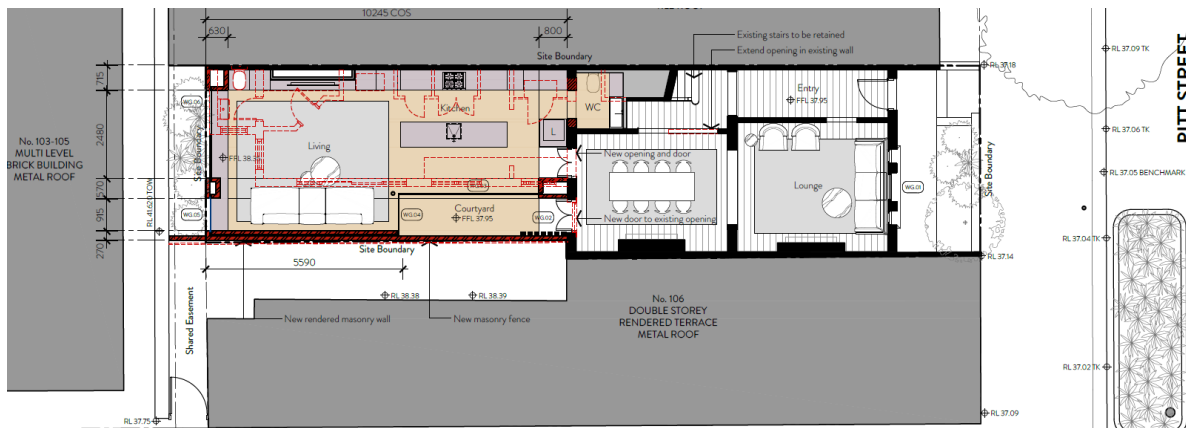 10245 COS
630
800
Existing stairs to be retained
Extend opening in existing wall
Site Boundary
RL 37.18
RL 37.09 TK
PITT STREET
715
2480
570
915
270
WG.06
Entry
FFL 37.95
Kitchen
WC
L
RL 37.06 TK
No. 103-105
MULTI LEVEL
BRICK BUILDING
METAL ROOF
Site Boundary
Living
New opening and door
Lounge
WG.01
Site Boundary
RL 37.05 BENCHMARK
RL 41.620 TOW
WG.05
WG.04
Courtyard
FFL 37.95
WG.02
New door to existing opening
RL 37.04 TK
Site Boundary
RL 37.14
5590
RL 38.38
RL 38.39
No. 106
DOUBLE STOREY
RENDERED TERRACE
METAL ROOF
Shared Easement
New rendered masonry wall
New masonry fence
RL 37.02 TK
RL 37.75
RL 37.09